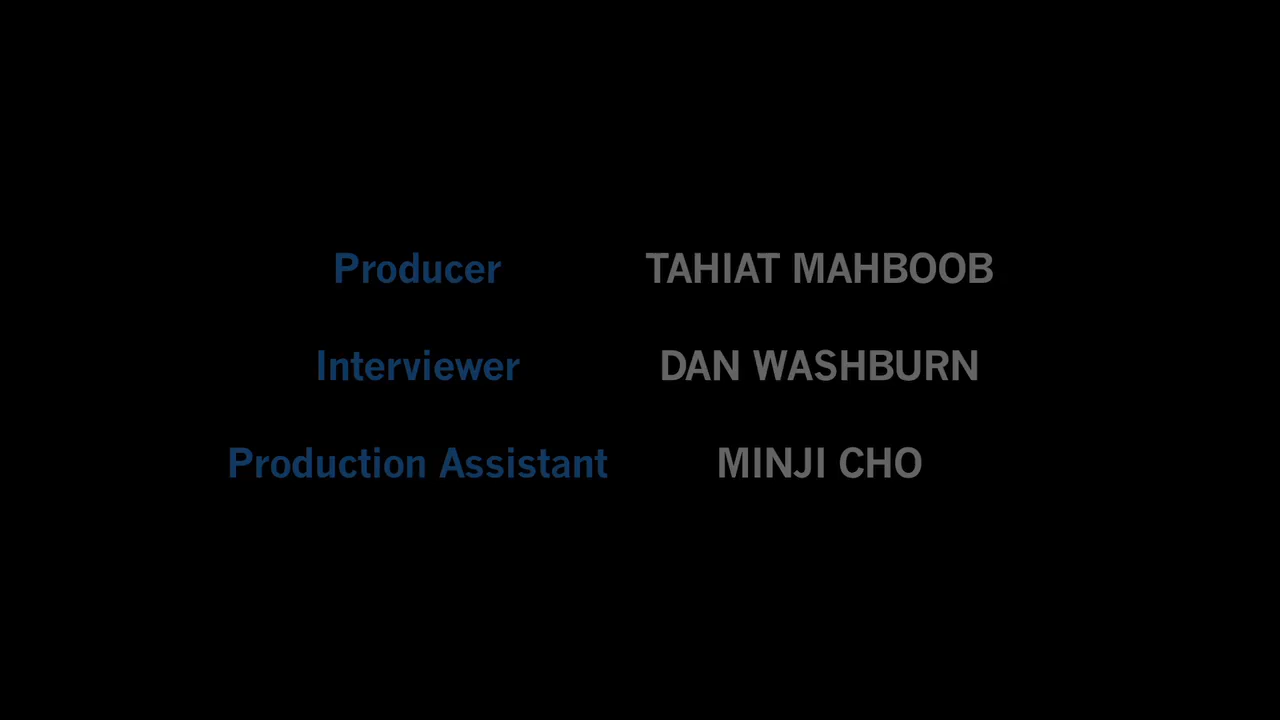 Producer TAHIAT MAHBOOB
Interviewer DAN WASHBURN
Production Assistant MINJI CHO